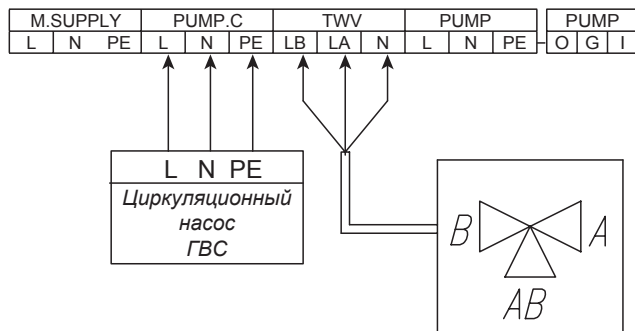 M.SUPPLY PUMP.C TWV PUMP PUMP
L N PE L N PE LB LA N L N PE O G I
L N PE
Циркуляционный
насос
ГВС
B A
AB